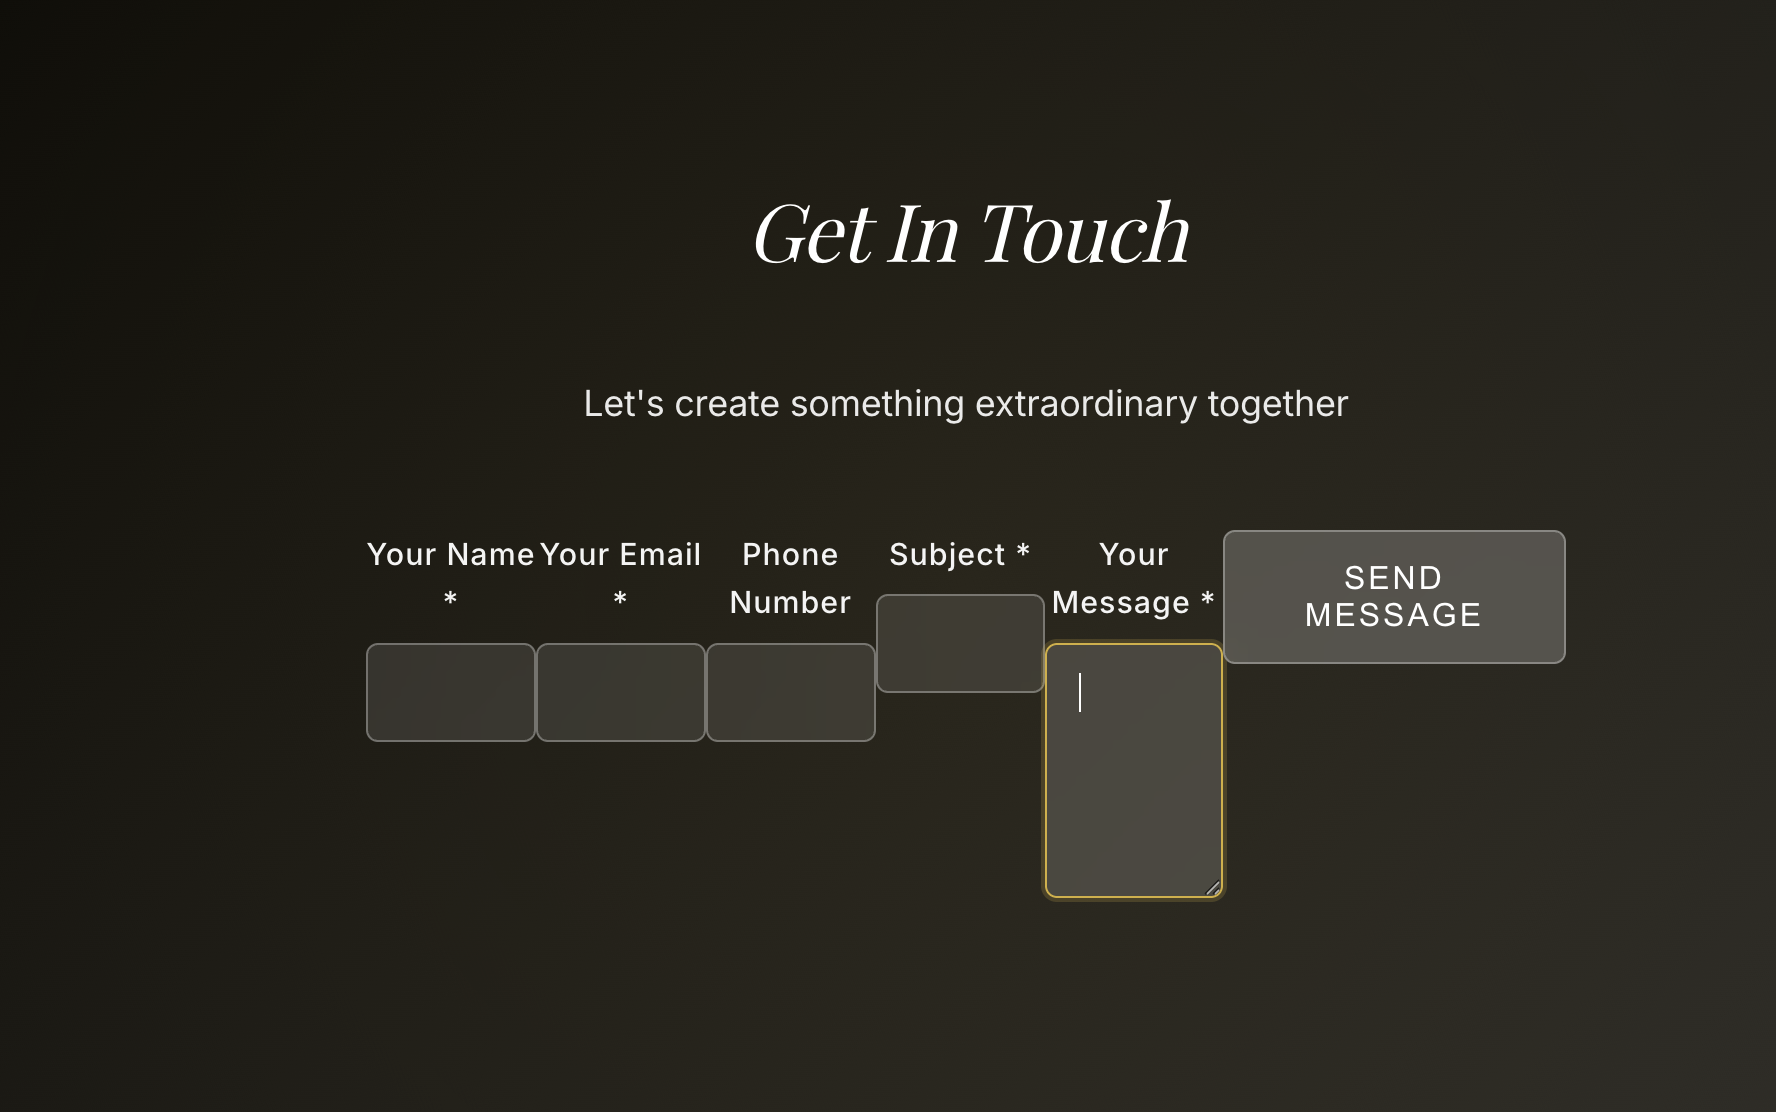 Get In Touch
Let's create something extraordinary together
Your Name
*
Your Email
*
Phone
Number
Subject *
Your
Message *
SEND
MESSAGE